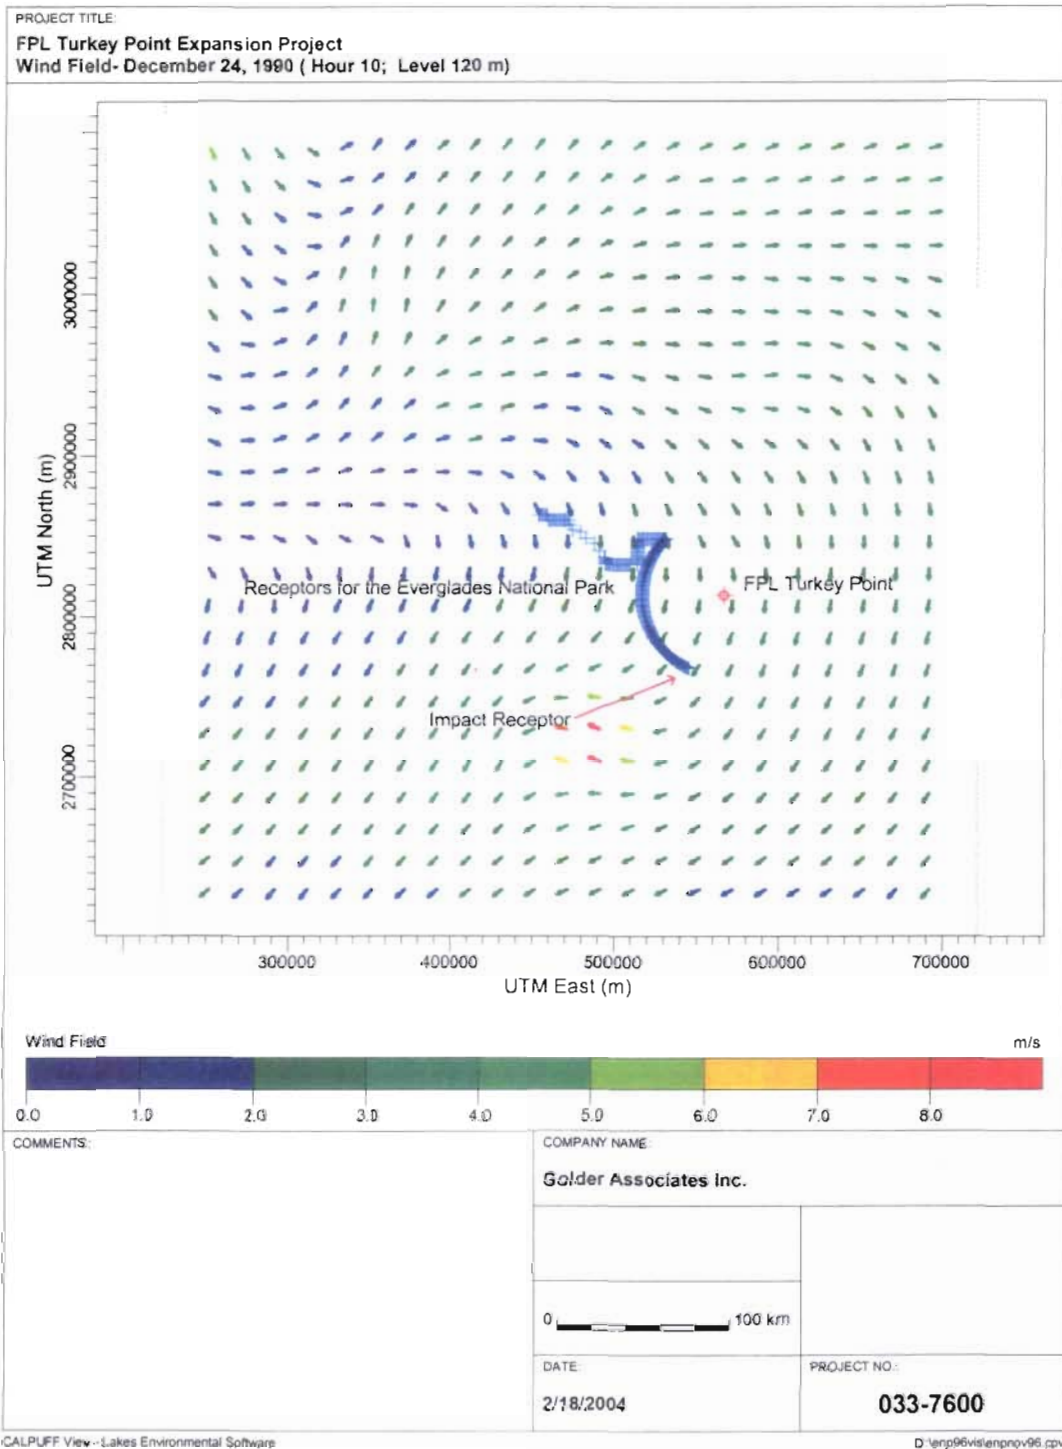 PROJECT TITLE:
FPL Turkey Point Expansion Project
Wind Field- December 24, 1990 ( Hour 10; Level 120 m)
UTM North (m)
3000000
2900000
2800000
2700000
Receptors for the Everglades National Park
FPL Turkey Point
Impact Receptor
300000 400000 500000 600000 700000
UTM East (m)
Wind Field m/s
0.0 1.0 2.0 3.0 4.0 5.0 6.0 7.0 8.0
COMMENTS:
COMPANY NAME:
Golder Associates Inc.
0 100 km
DATE:
2/18/2004
PROJECT NO.:
033-7600
CALPUFF View - Lakes Environmental Software